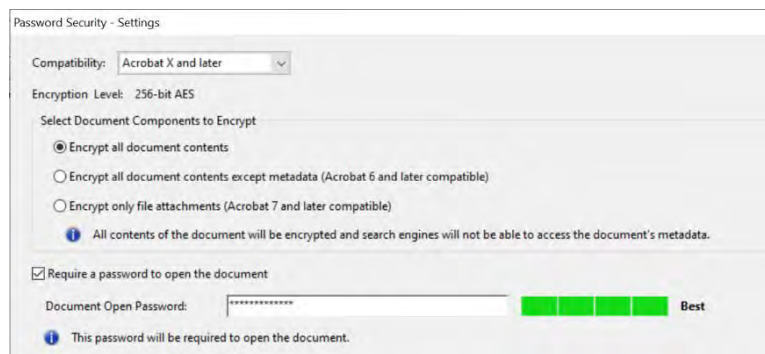 Password Security - Settings
Compatibility: Acrobat X and later
Encryption Level: 256-bit AES
Select Document Components to Encrypt
Encrypt all document contents
Encrypt all document contents except metadata (Acrobat 6 and later compatible)
Encrypt only file attachments (Acrobat 7 and later compatible)
All contents of the document will be encrypted and search engines will not be able to access the document's metadata.
Require a password to open the document
Document Open Password: ************* Best
This password will be required to open the document.